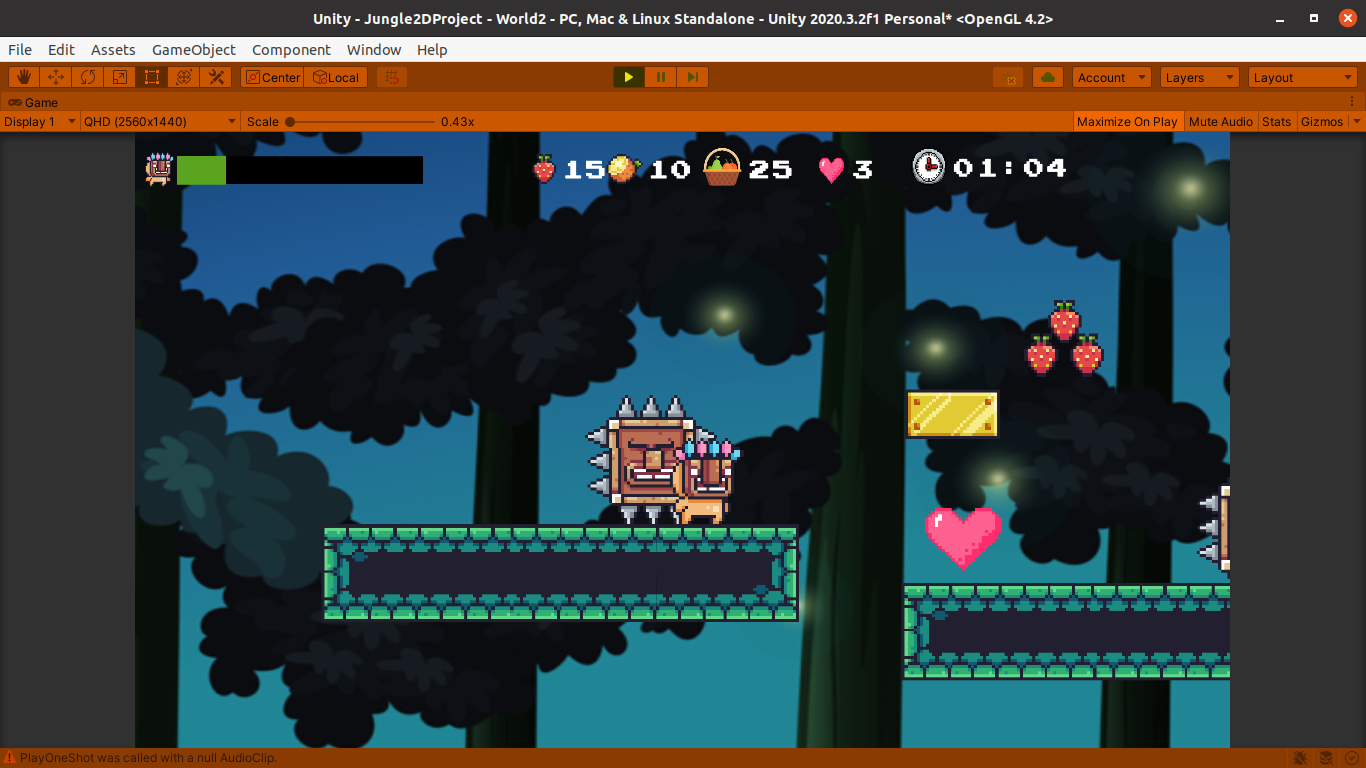 Unity - Jungle2DProject - World2 - PC, Mac & Linux Standalone - Unity 2020.3.2f1 Personal* <OpenGL 4.2>
File Edit Assets GameObject Component Window Help
Center Local Account Layers Layout
Game
Display 1 QHD (2560x1440) Scale 0.43x Maximize On Play Mute Audio Stats Gizmos
15 10 25 3 01:04
PlayOneShot was called with a null AudioClip.